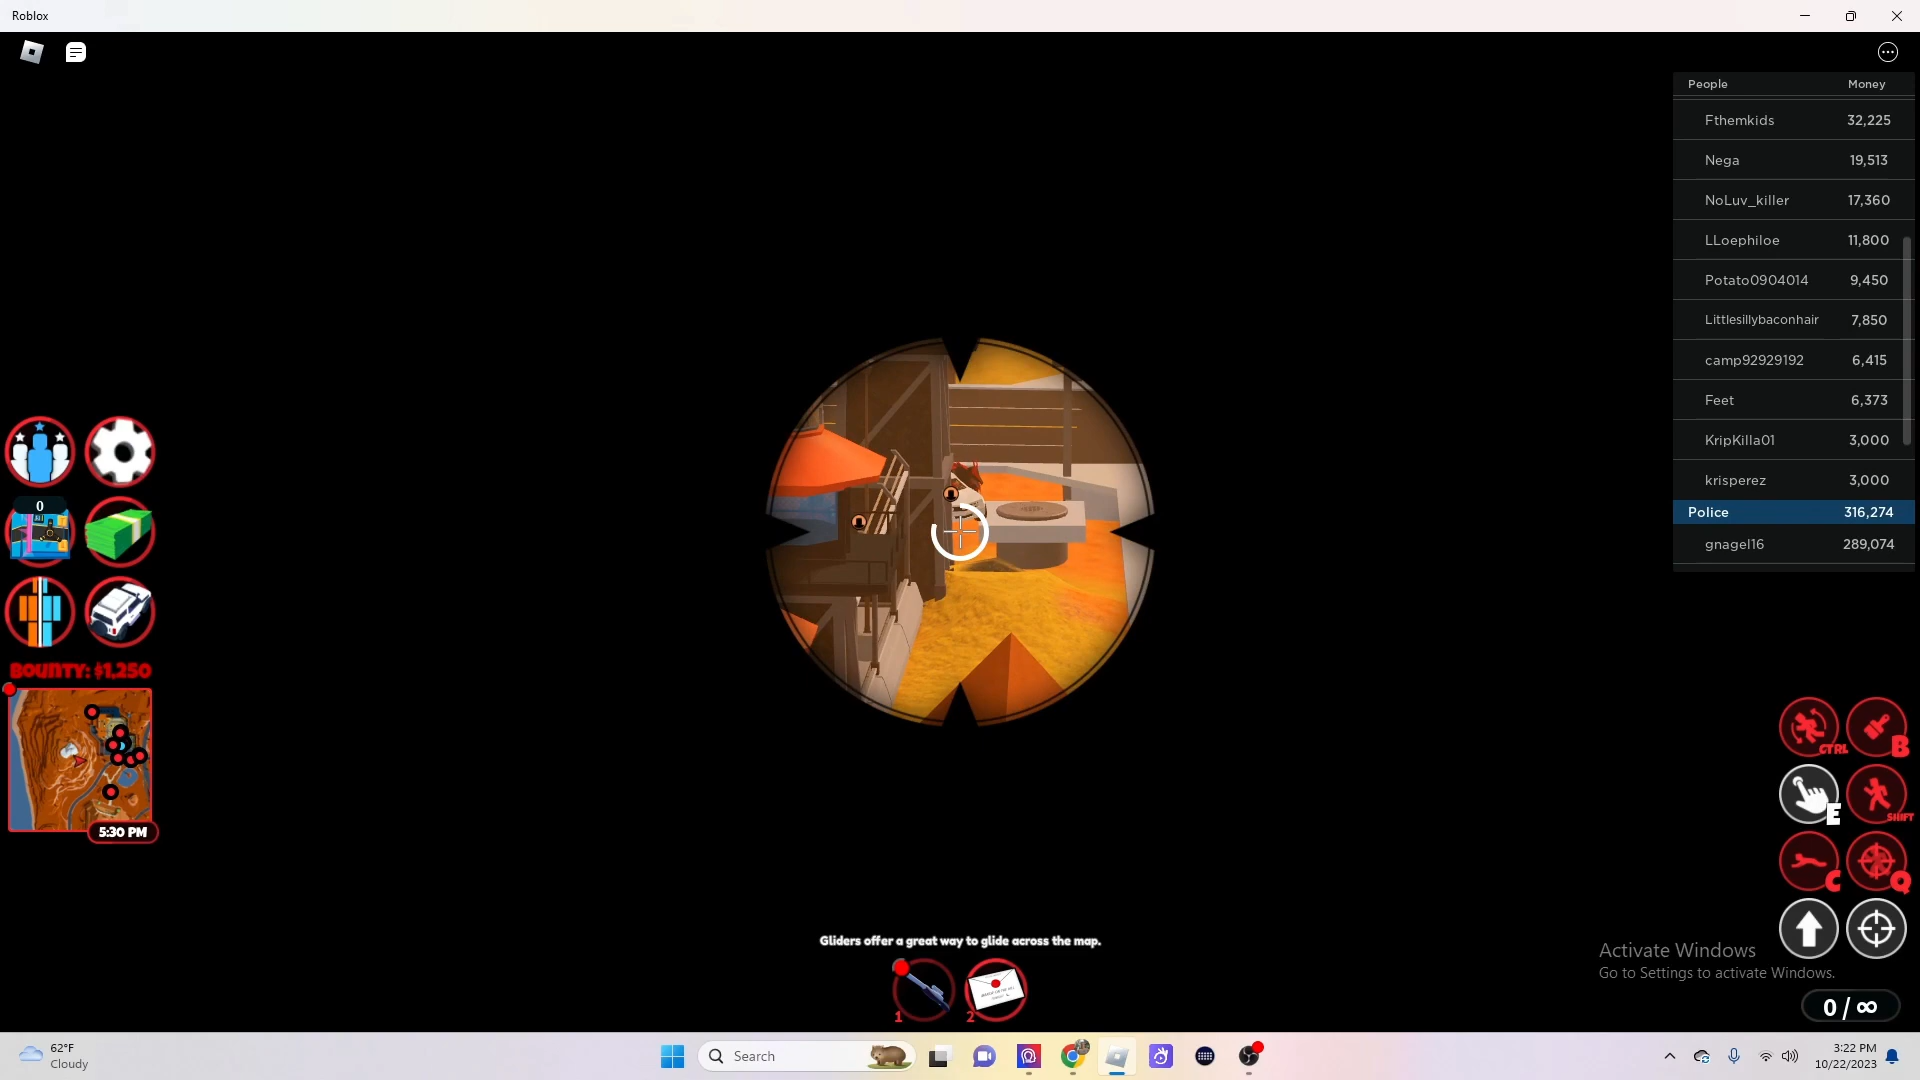 Roblox
People Money
Fthemkids 32,225
Nega 19,513
NoLuv_killer 17,360
LLoephiloe 11,800
Potato0904014 9,450
Littlesillybaconhair 7,850
camp92929192 6,415
Feet 6,373
KripKilla01 3,000
krisperez 3,000
Police 316,274
gnagel16 289,074
0
BOUNTY: $1,250
5:30 PM
CTRL
B
E
SHIFT
C
Q
Gliders offer a great way to glide across the map.
1
2
Activate Windows
Go to Settings to activate Windows.
0 / ∞
62°F
Cloudy
Search
3:22 PM
10/22/2023